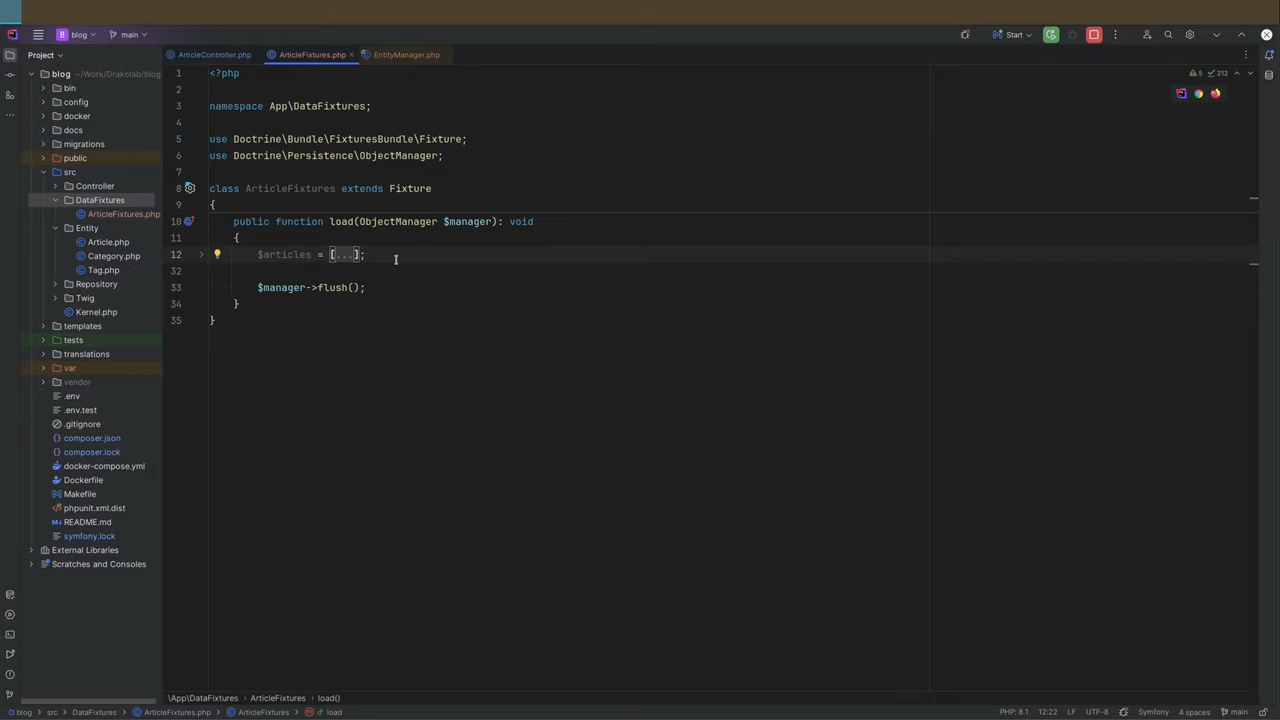 B blog
main
Start
Project
ArticleController.php
ArticleFixtures.php
EntityManager.php
blog ~/Work/Drakolab/blog
bin
config
docker
docs
migrations
public
src
Controller
DataFixtures
ArticleFixtures.php
Entity
Article.php
Category.php
Tag.php
Repository
Twig
Kernel.php
templates
tests
translations
var
vendor
.env
.env.test
.gitignore
composer.json
composer.lock
docker-compose.yml
Dockerfile
Makefile
phpunit.xml.dist
README.md
symfony.lock
External Libraries
Scratches and Consoles
5 212
1 <?php
2
3 namespace App\DataFixtures;
4
5 use Doctrine\Bundle\FixturesBundle\Fixture;
6 use Doctrine\Persistence\ObjectManager;
7
8 class ArticleFixtures extends Fixture
9 {
10 public function load(ObjectManager $manager): void
11 {
12 $articles = [...];
32
33 $manager->flush();
34 }
35 }
\App\DataFixtures ArticleFixtures load()
blog src DataFixtures ArticleFixtures.php ArticleFixtures load
PHP: 8.1 12:22 LF UTF-8 Symfony 4 spaces main